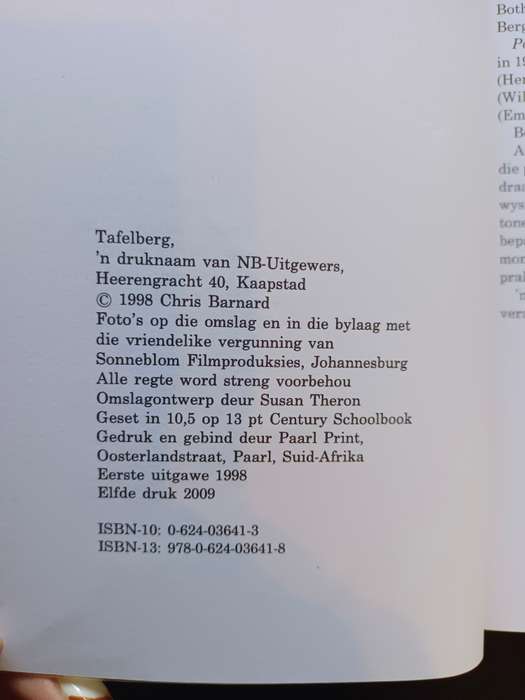 Tafelberg,
'n druknaam van NB-Uitgewers,
Heerengracht 40, Kaapstad
© 1998 Chris Barnard
Foto's op die omslag en in die bylaag met
die vriendelike vergunning van
Sonneblom Filmproduksies, Johannesburg
Alle regte word streng voorbehou
Omslagontwerp deur Susan Theron
Geset in 10,5 op 13 pt Century Schoolbook
Gedruk en gebind deur Paarl Print,
Oosterlandstraat, Paarl, Suid-Afrika
Eerste uitgawe 1998
Elfde druk 2009
ISBN-10: 0-624-03641-3
ISBN-13: 978-0-624-03641-8
in
die